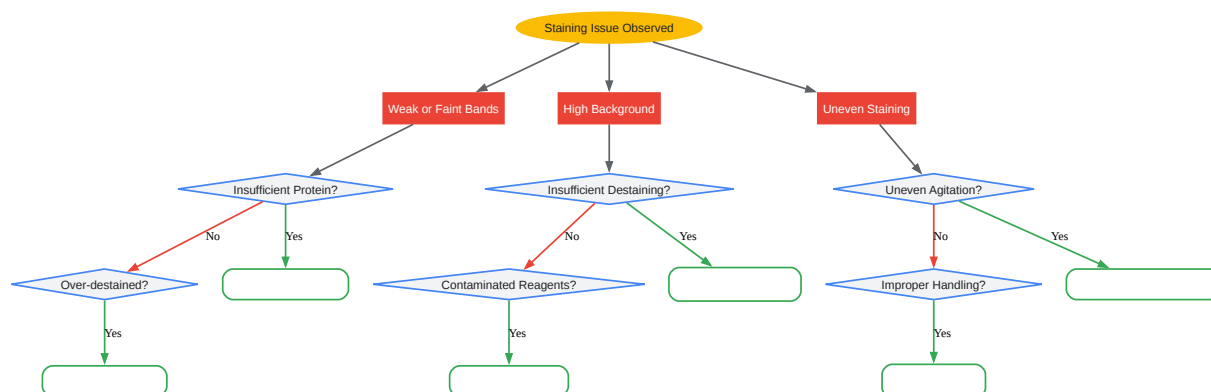 Staining Issue Observed
Weak or Faint Bands
High Background
Uneven Staining
Insufficient Protein?
Insufficient Destaining?
Uneven Agitation?
No
Yes
No
Yes
No
Yes
Over-destained?
Contaminated Reagents?
Improper Handling?
Yes
Yes
Yes